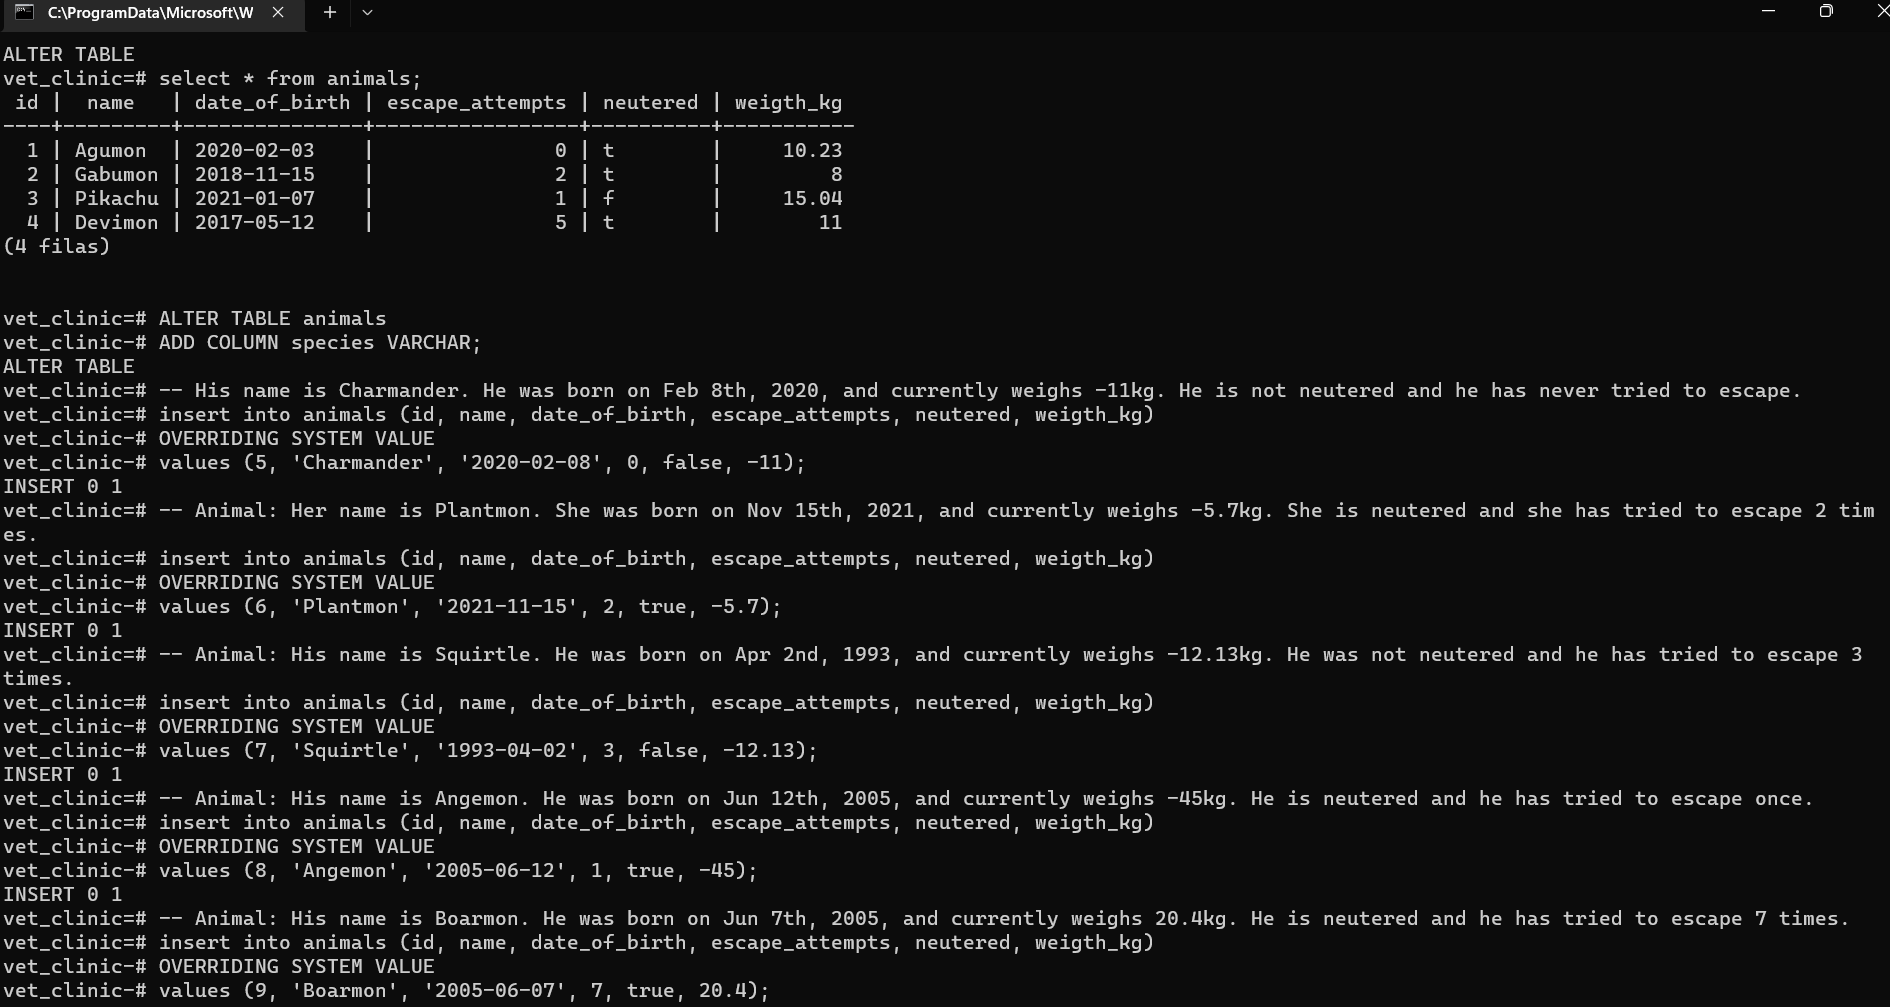 C:\ProgramData\Microsoft\W
ALTER TABLE
vet_clinic=# select * from animals;
 id |  name   | date_of_birth | escape_attempts | neutered | weigth_kg
----+---------+---------------+-----------------+----------+-----------
  1 | Agumon  | 2020-02-03    |               0 | t        |     10.23
  2 | Gabumon | 2018-11-15    |               2 | t        |         8
  3 | Pikachu | 2021-01-07    |               1 | f        |     15.04
  4 | Devimon | 2017-05-12    |               5 | t        |        11
(4 filas)
vet_clinic=# ALTER TABLE animals
vet_clinic-# ADD COLUMN species VARCHAR;
ALTER TABLE
vet_clinic=# -- His name is Charmander. He was born on Feb 8th, 2020, and currently weighs -11kg. He is not neutered and he has never tried to escape.
vet_clinic=# insert into animals (id, name, date_of_birth, escape_attempts, neutered, weigth_kg)
vet_clinic-# OVERRIDING SYSTEM VALUE
vet_clinic-# values (5, 'Charmander', '2020-02-08', 0, false, -11);
INSERT 0 1
vet_clinic=# -- Animal: Her name is Plantmon. She was born on Nov 15th, 2021, and currently weighs -5.7kg. She is neutered and she has tried to escape 2 tim
es.
vet_clinic=# insert into animals (id, name, date_of_birth, escape_attempts, neutered, weigth_kg)
vet_clinic-# OVERRIDING SYSTEM VALUE
vet_clinic-# values (6, 'Plantmon', '2021-11-15', 2, true, -5.7);
INSERT 0 1
vet_clinic=# -- Animal: His name is Squirtle. He was born on Apr 2nd, 1993, and currently weighs -12.13kg. He was not neutered and he has tried to escape 3
times.
vet_clinic=# insert into animals (id, name, date_of_birth, escape_attempts, neutered, weigth_kg)
vet_clinic-# OVERRIDING SYSTEM VALUE
vet_clinic-# values (7, 'Squirtle', '1993-04-02', 3, false, -12.13);
INSERT 0 1
vet_clinic=# -- Animal: His name is Angemon. He was born on Jun 12th, 2005, and currently weighs -45kg. He is neutered and he has tried to escape once.
vet_clinic=# insert into animals (id, name, date_of_birth, escape_attempts, neutered, weigth_kg)
vet_clinic-# OVERRIDING SYSTEM VALUE
vet_clinic-# values (8, 'Angemon', '2005-06-12', 1, true, -45);
INSERT 0 1
vet_clinic=# -- Animal: His name is Boarmon. He was born on Jun 7th, 2005, and currently weighs 20.4kg. He is neutered and he has tried to escape 7 times.
vet_clinic=# insert into animals (id, name, date_of_birth, escape_attempts, neutered, weigth_kg)
vet_clinic-# OVERRIDING SYSTEM VALUE
vet_clinic-# values (9, 'Boarmon', '2005-06-07', 7, true, 20.4);